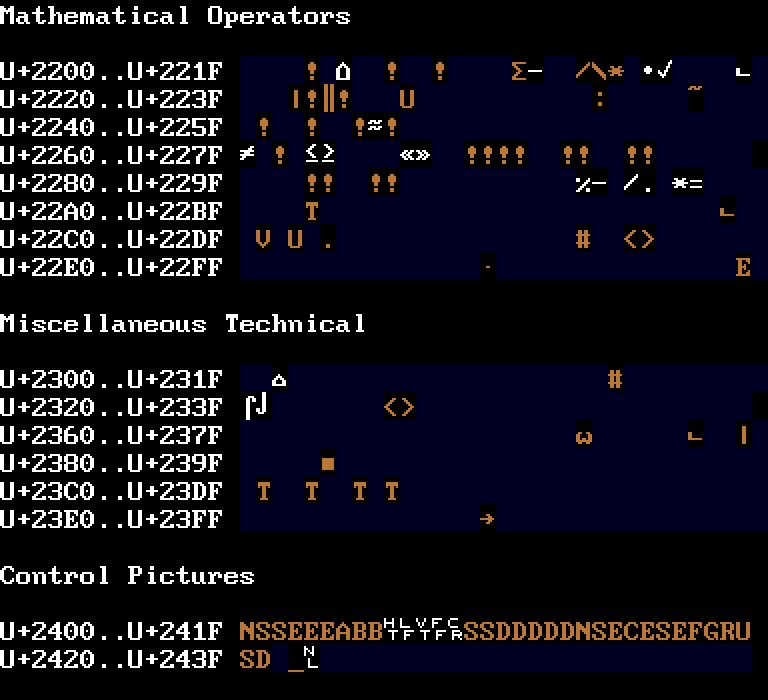 Mathematical Operators
U+2200..U+221F ! ⌂ ! ! Σ- /\* •√ ⌙
U+2220..U+223F |!‖! U : ~
U+2240..U+225F ! ! !≈!
U+2260..U+227F ≠ ! ≤≥ «» !!!! !! !!
U+2280..U+229F !! !! ⁒- /. *=
U+22A0..U+22BF T ⌙
U+22C0..U+22DF V U . # <>
U+22E0..U+22FF · E
Miscellaneous Technical
U+2300..U+231F ⌂ #
U+2320..U+233F ⌠⌡ <>
U+2360..U+237F ω ⌙ |
U+2380..U+239F ■
U+23C0..U+23DF T T T T
U+23E0..U+23FF →
Control Pictures
U+2400..U+241F NSSEEEABB␉␊␋␌␍SSDDDDDNSECESEFGRU
U+2420..U+243F SD _␤